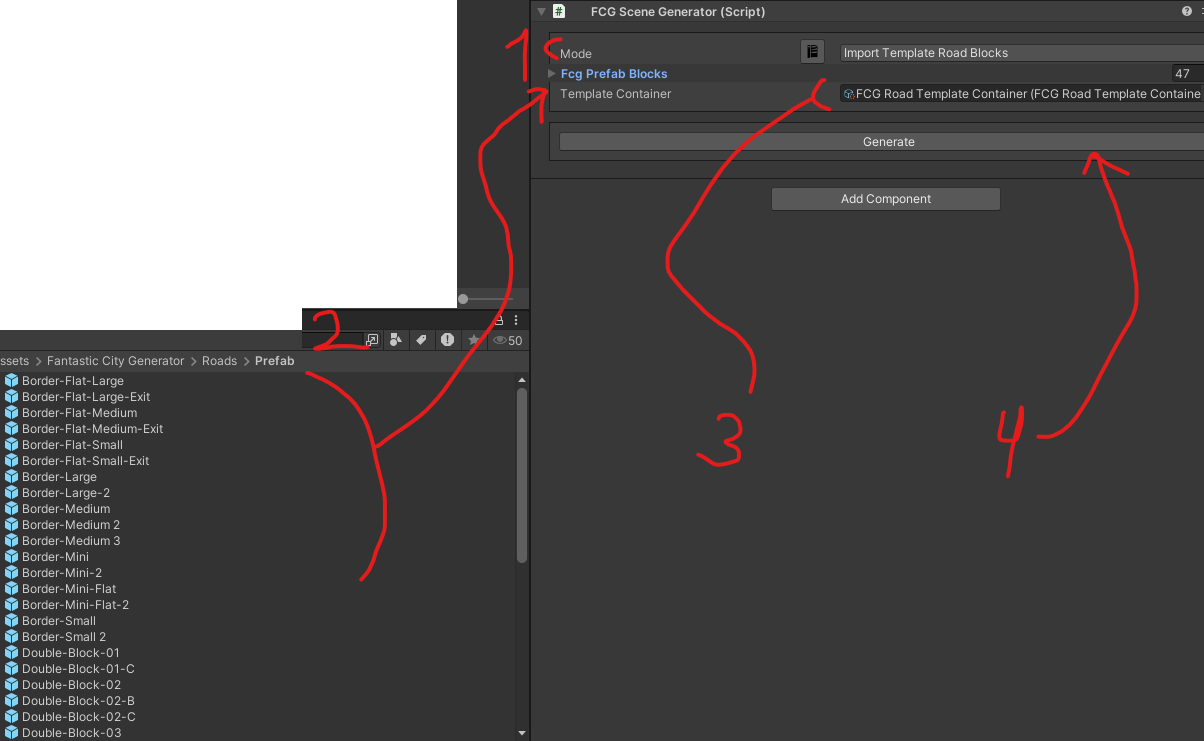 FCG Scene Generator (Script)
1
Mode
Import Template Road Blocks
Fcg Prefab Blocks
47
Template Container
FCG Road Template Container (FCG Road Template Containe
Generate
Add Component
2
50
ssets > Fantastic City Generator > Roads > Prefab
Border-Flat-Large
Border-Flat-Large-Exit
Border-Flat-Medium
Border-Flat-Medium-Exit
Border-Flat-Small
Border-Flat-Small-Exit
Border-Large
Border-Large-2
Border-Medium
Border-Medium 2
Border-Medium 3
Border-Mini
Border-Mini-2
Border-Mini-Flat
Border-Mini-Flat-2
Border-Small
Border-Small 2
Double-Block-01
Double-Block-01-C
Double-Block-02
Double-Block-02-B
Double-Block-02-C
Double-Block-03
3
4